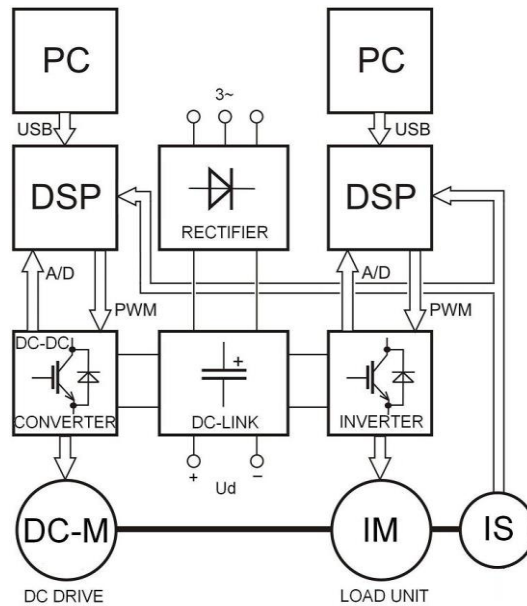 PC
PC
3~
USB
USB
DSP
DSP
RECTIFIER
A/D
PWM
A/D
PWM
DC-DC
CONVERTER
+
DC-LINK
INVERTER
+
Ud
−
DC-M
IM
IS
DC DRIVE
LOAD UNIT